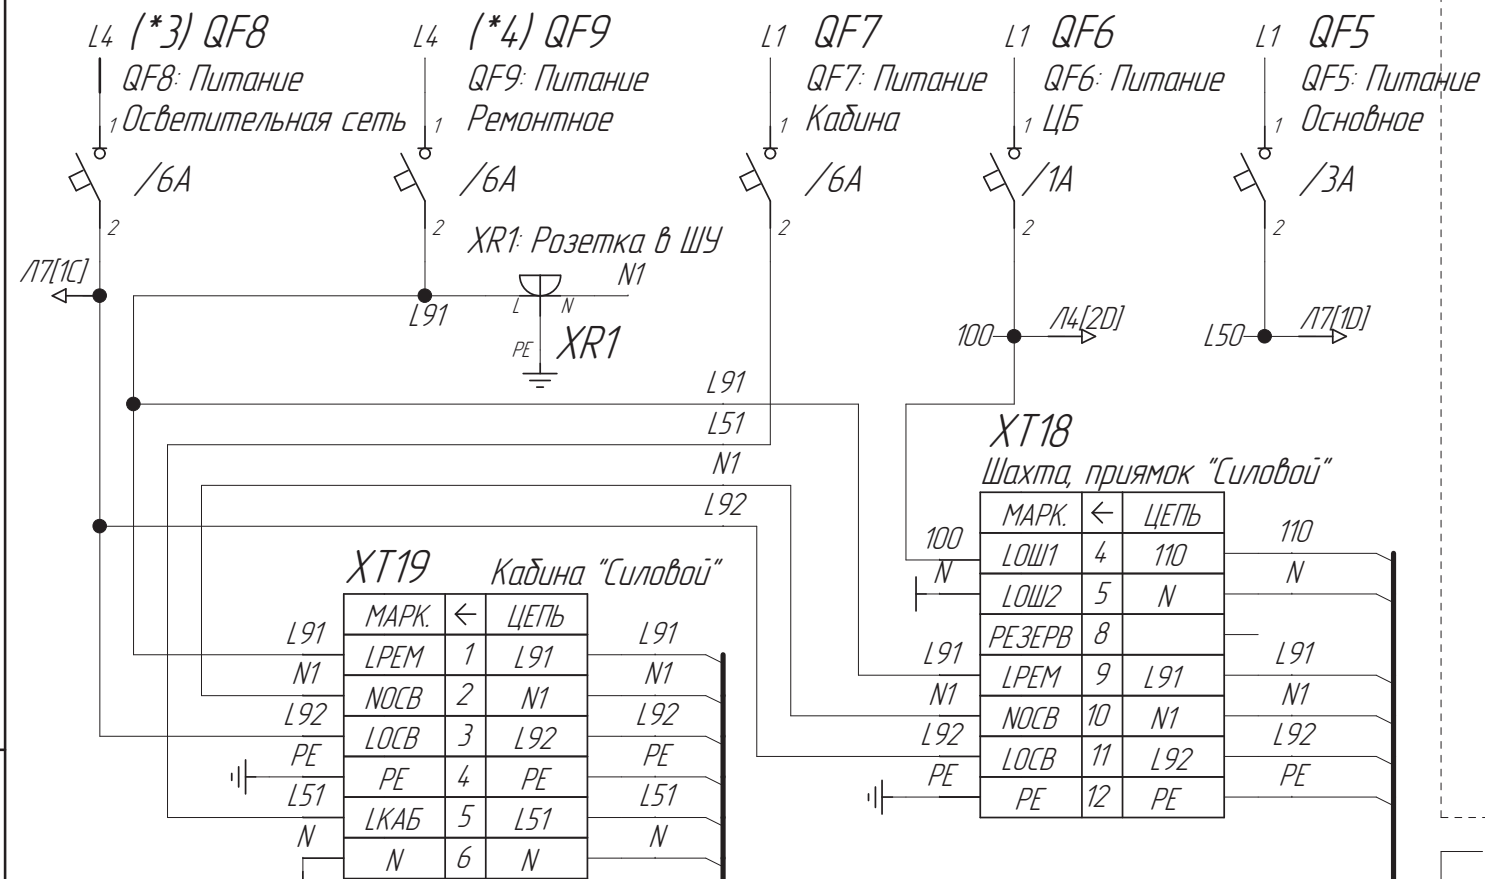 L4 (*3) QF8
QF8: Питание
Осветительная сеть
1
/6А
2
Л7[1С]
L4 (*4) QF9
QF9: Питание
Ремонтное
1
/6А
2
L91
XR1: Розетка в ШУ
N1
L
N
PE
XR1
L1 QF7
QF7: Питание
Кабина
1
/6А
2
L1 QF6
QF6: Питание
ЦБ
1
/1А
2
100
Л4[2D]
L1 QF5
QF5: Питание
Основное
1
/3А
2
L50
Л7[1D]
L91
L51
N1
L92
XT19
Кабина "Силовой"
МАРК. ← ЦЕПЬ
L91 LРЕМ 1 L91 L91
N1 NОСВ 2 N1 N1
L92 LОСВ 3 L92 L92
PE PE 4 PE PE
L51 LКАБ 5 L51 L51
N N 6 N N
XT18
Шахта, приямок "Силовой"
МАРК. ← ЦЕПЬ
100 LОШ1 4 110 110
N LОШ2 5 N N
РЕЗЕРВ 8
L91 LРЕМ 9 L91 L91
N1 NОСВ 10 N1 N1
L92 LОСВ 11 L92 L92
PE PE 12 PE PE